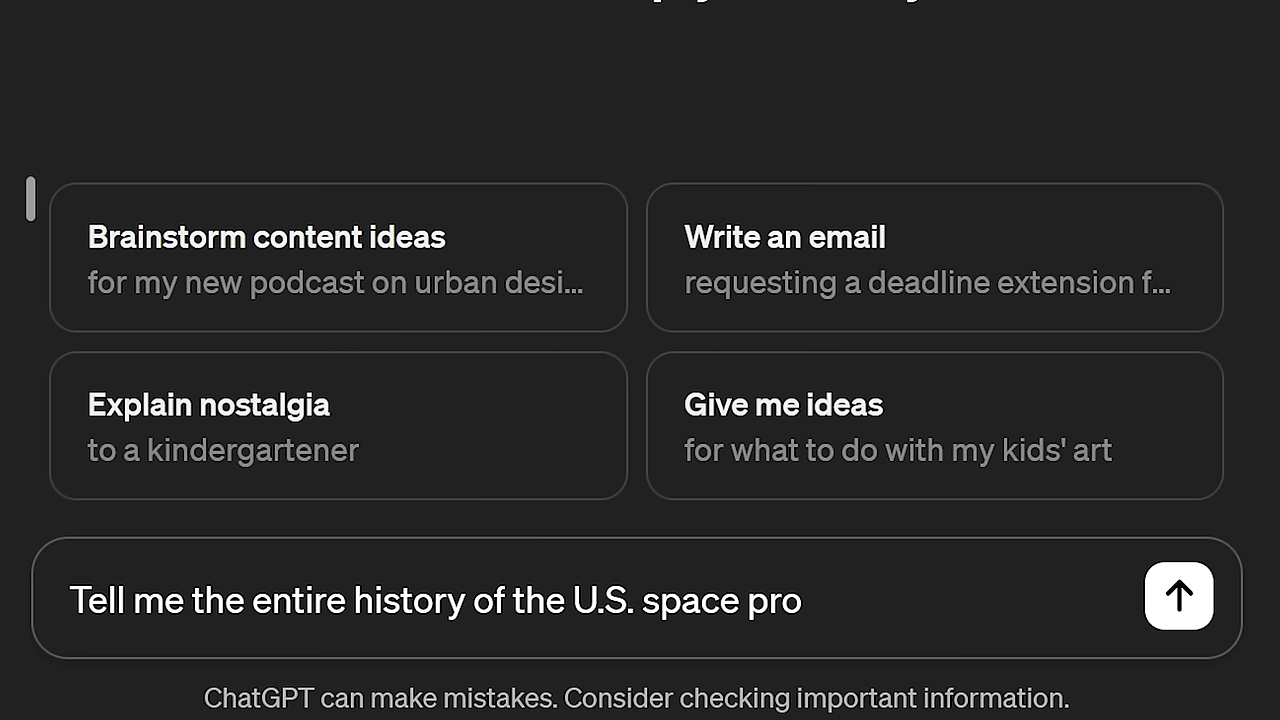 Brainstorm content ideas
for my new podcast on urban desi...
Write an email
requesting a deadline extension f...
Explain nostalgia
to a kindergartener
Give me ideas
for what to do with my kids' art
Tell me the entire history of the U.S. space pro
ChatGPT can make mistakes. Consider checking important information.